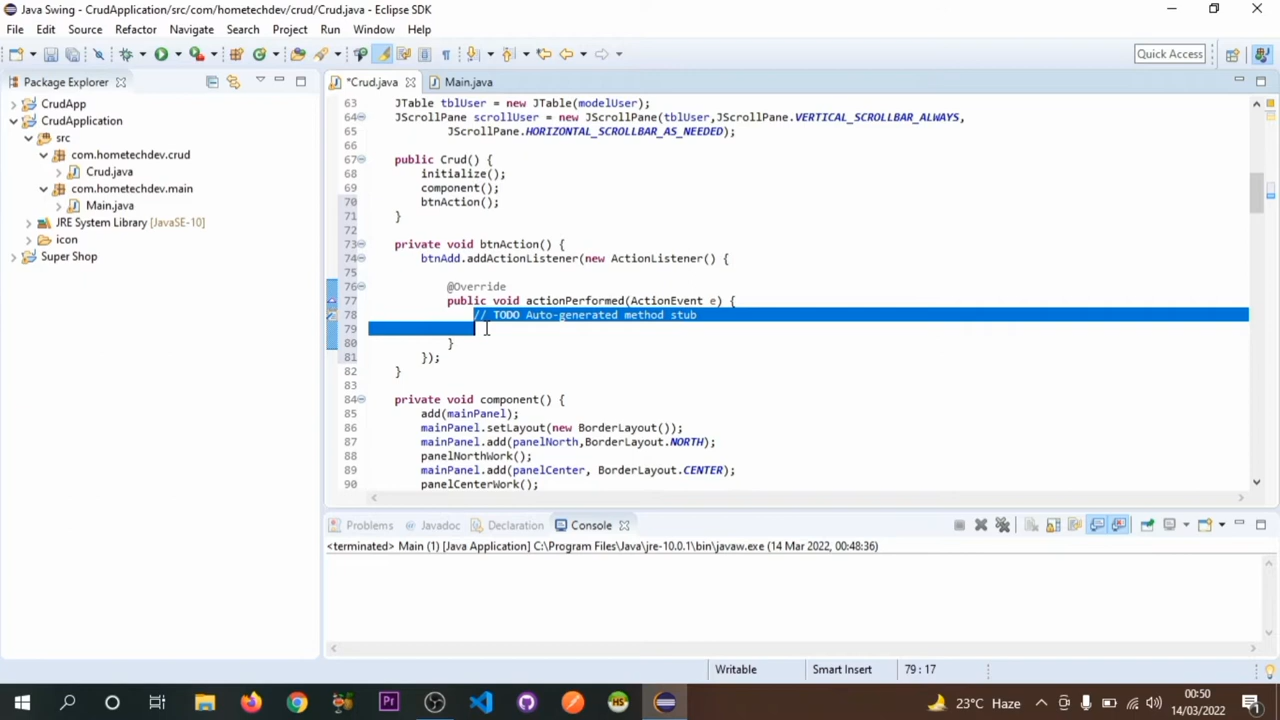 Java Swing - CrudApplication/src/com/hometechdev/crud/Crud.java - Eclipse SDK
File Edit Source Refactor Navigate Search Project Run Window Help
Quick Access
Package Explorer
*Crud.java Main.java
CrudApp
CrudApplication
src
com.hometechdev.crud
Crud.java
com.hometechdev.main
Main.java
JRE System Library [JavaSE-10]
icon
Super Shop
63 JTable tblUser = new JTable(modelUser);
64 JScrollPane scrollUser = new JScrollPane(tblUser,JScrollPane.VERTICAL_SCROLLBAR_ALWAYS,
65 JScrollPane.HORIZONTAL_SCROLLBAR_AS_NEEDED);
66
67 public Crud() {
68 initialize();
69 component();
70 btnAction();
71 }
72
73 private void btnAction() {
74 btnAdd.addActionListener(new ActionListener() {
75
76 @Override
77 public void actionPerformed(ActionEvent e) {
78 // TODO Auto-generated method stub
79
80 }
81 });
82 }
83
84 private void component() {
85 add(mainPanel);
86 mainPanel.setLayout(new BorderLayout());
87 mainPanel.add(panelNorth,BorderLayout.NORTH);
88 panelNorthWork();
89 mainPanel.add(panelCenter, BorderLayout.CENTER);
90 panelCenterWork();
Problems Javadoc Declaration Console
<terminated> Main (1) [Java Application] C:\Program Files\Java\jre-10.0.1\bin\javaw.exe (14 Mar 2022, 00:48:36)
Writable Smart Insert 79 : 17
Pr HS 23°C Haze 00:50
14/03/2022